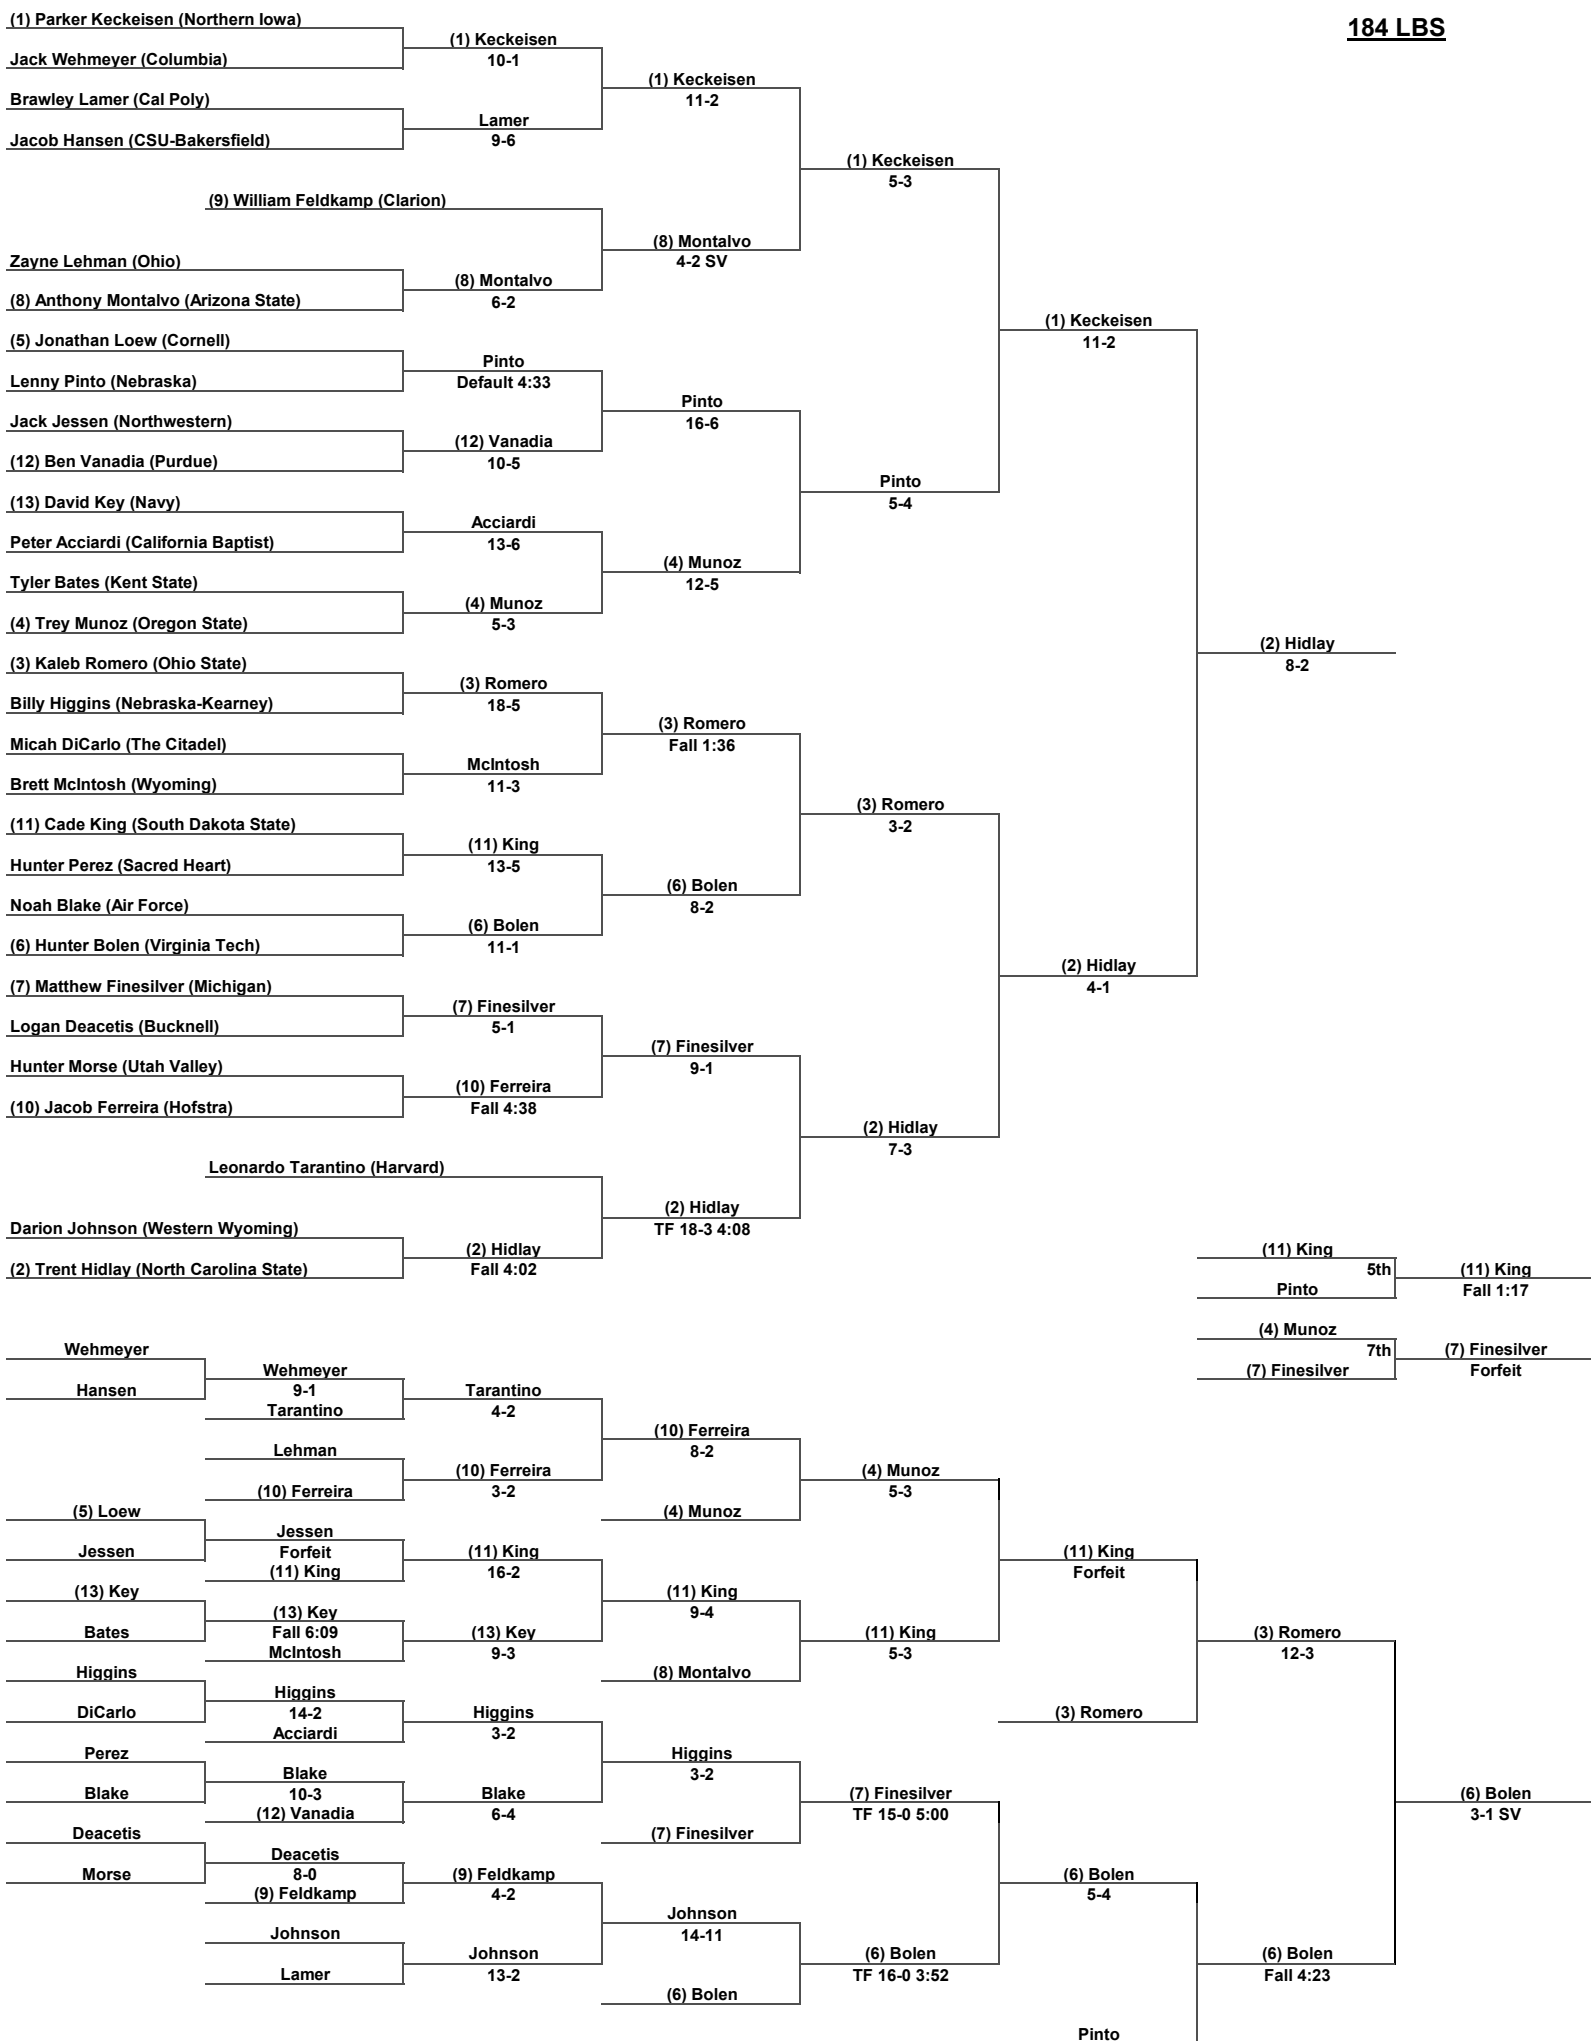 184 LBS
(1) Parker Keckeisen (Northern Iowa)
(1) Keckeisen
Jack Wehmeyer (Columbia)
10-1
(1) Keckeisen
Brawley Lamer (Cal Poly)
11-2
Lamer
Jacob Hansen (CSU-Bakersfield)
9-6
(1) Keckeisen
5-3
(9) William Feldkamp (Clarion)
(8) Montalvo
Zayne Lehman (Ohio)
4-2 SV
(8) Montalvo
(8) Anthony Montalvo (Arizona State)
6-2
(1) Keckeisen
(5) Jonathan Loew (Cornell)
11-2
Pinto
Lenny Pinto (Nebraska)
Default 4:33
Pinto
Jack Jessen (Northwestern)
16-6
(12) Vanadia
(12) Ben Vanadia (Purdue)
10-5
Pinto
(13) David Key (Navy)
5-4
Acciardi
Peter Acciardi (California Baptist)
13-6
(4) Munoz
Tyler Bates (Kent State)
12-5
(4) Munoz
(4) Trey Munoz (Oregon State)
5-3
(2) Hidlay
(3) Kaleb Romero (Ohio State)
8-2
(3) Romero
Billy Higgins (Nebraska-Kearney)
18-5
(3) Romero
Micah DiCarlo (The Citadel)
Fall 1:36
McIntosh
Brett McIntosh (Wyoming)
11-3
(3) Romero
(11) Cade King (South Dakota State)
3-2
(11) King
Hunter Perez (Sacred Heart)
13-5
(6) Bolen
Noah Blake (Air Force)
8-2
(6) Bolen
(6) Hunter Bolen (Virginia Tech)
11-1
(2) Hidlay
(7) Matthew Finesilver (Michigan)
4-1
(7) Finesilver
Logan Deacetis (Bucknell)
5-1
(7) Finesilver
Hunter Morse (Utah Valley)
9-1
(10) Ferreira
(10) Jacob Ferreira (Hofstra)
Fall 4:38
(2) Hidlay
7-3
Leonardo Tarantino (Harvard)
(2) Hidlay
Darion Johnson (Western Wyoming)
TF 18-3 4:08
(2) Hidlay
(2) Trent Hidlay (North Carolina State)
Fall 4:02
(11) King
5th
(11) King
Pinto
Fall 1:17
(4) Munoz
7th
(7) Finesilver
(7) Finesilver
Forfeit
Wehmeyer
Wehmeyer
Hansen
9-1
Tarantino
Tarantino
4-2
(10) Ferreira
Lehman
8-2
(10) Ferreira
(4) Munoz
(10) Ferreira
3-2
5-3
(5) Loew
(4) Munoz
Jessen
Jessen
Forfeit
(11) King
(11) King
(11) King
16-2
Forfeit
(13) Key
(11) King
(13) Key
9-4
Bates
Fall 6:09
(13) Key
(11) King
(3) Romero
McIntosh
9-3
5-3
12-3
Higgins
(8) Montalvo
Higgins
DiCarlo
14-2
Higgins
(3) Romero
Acciardi
3-2
Perez
Higgins
Blake
3-2
Blake
10-3
Blake
(7) Finesilver
(6) Bolen
(12) Vanadia
6-4
TF 15-0 5:00
3-1 SV
Deacetis
(7) Finesilver
Deacetis
Morse
8-0
(9) Feldkamp
(6) Bolen
(9) Feldkamp
4-2
5-4
Johnson
Johnson
14-11
Johnson
(6) Bolen
(6) Bolen
Lamer
13-2
TF 16-0 3:52
Fall 4:23
(6) Bolen
Pinto